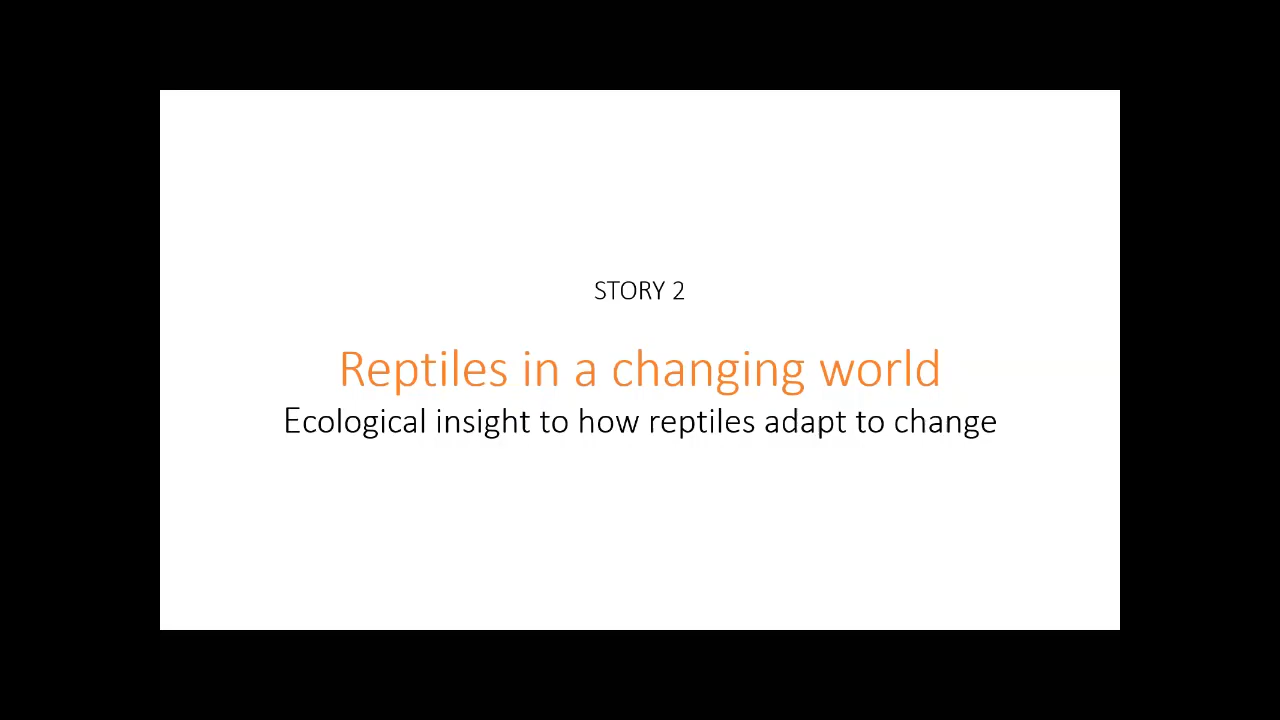 STORY 2
Reptiles in a changing world
Ecological insight to how reptiles adapt to change